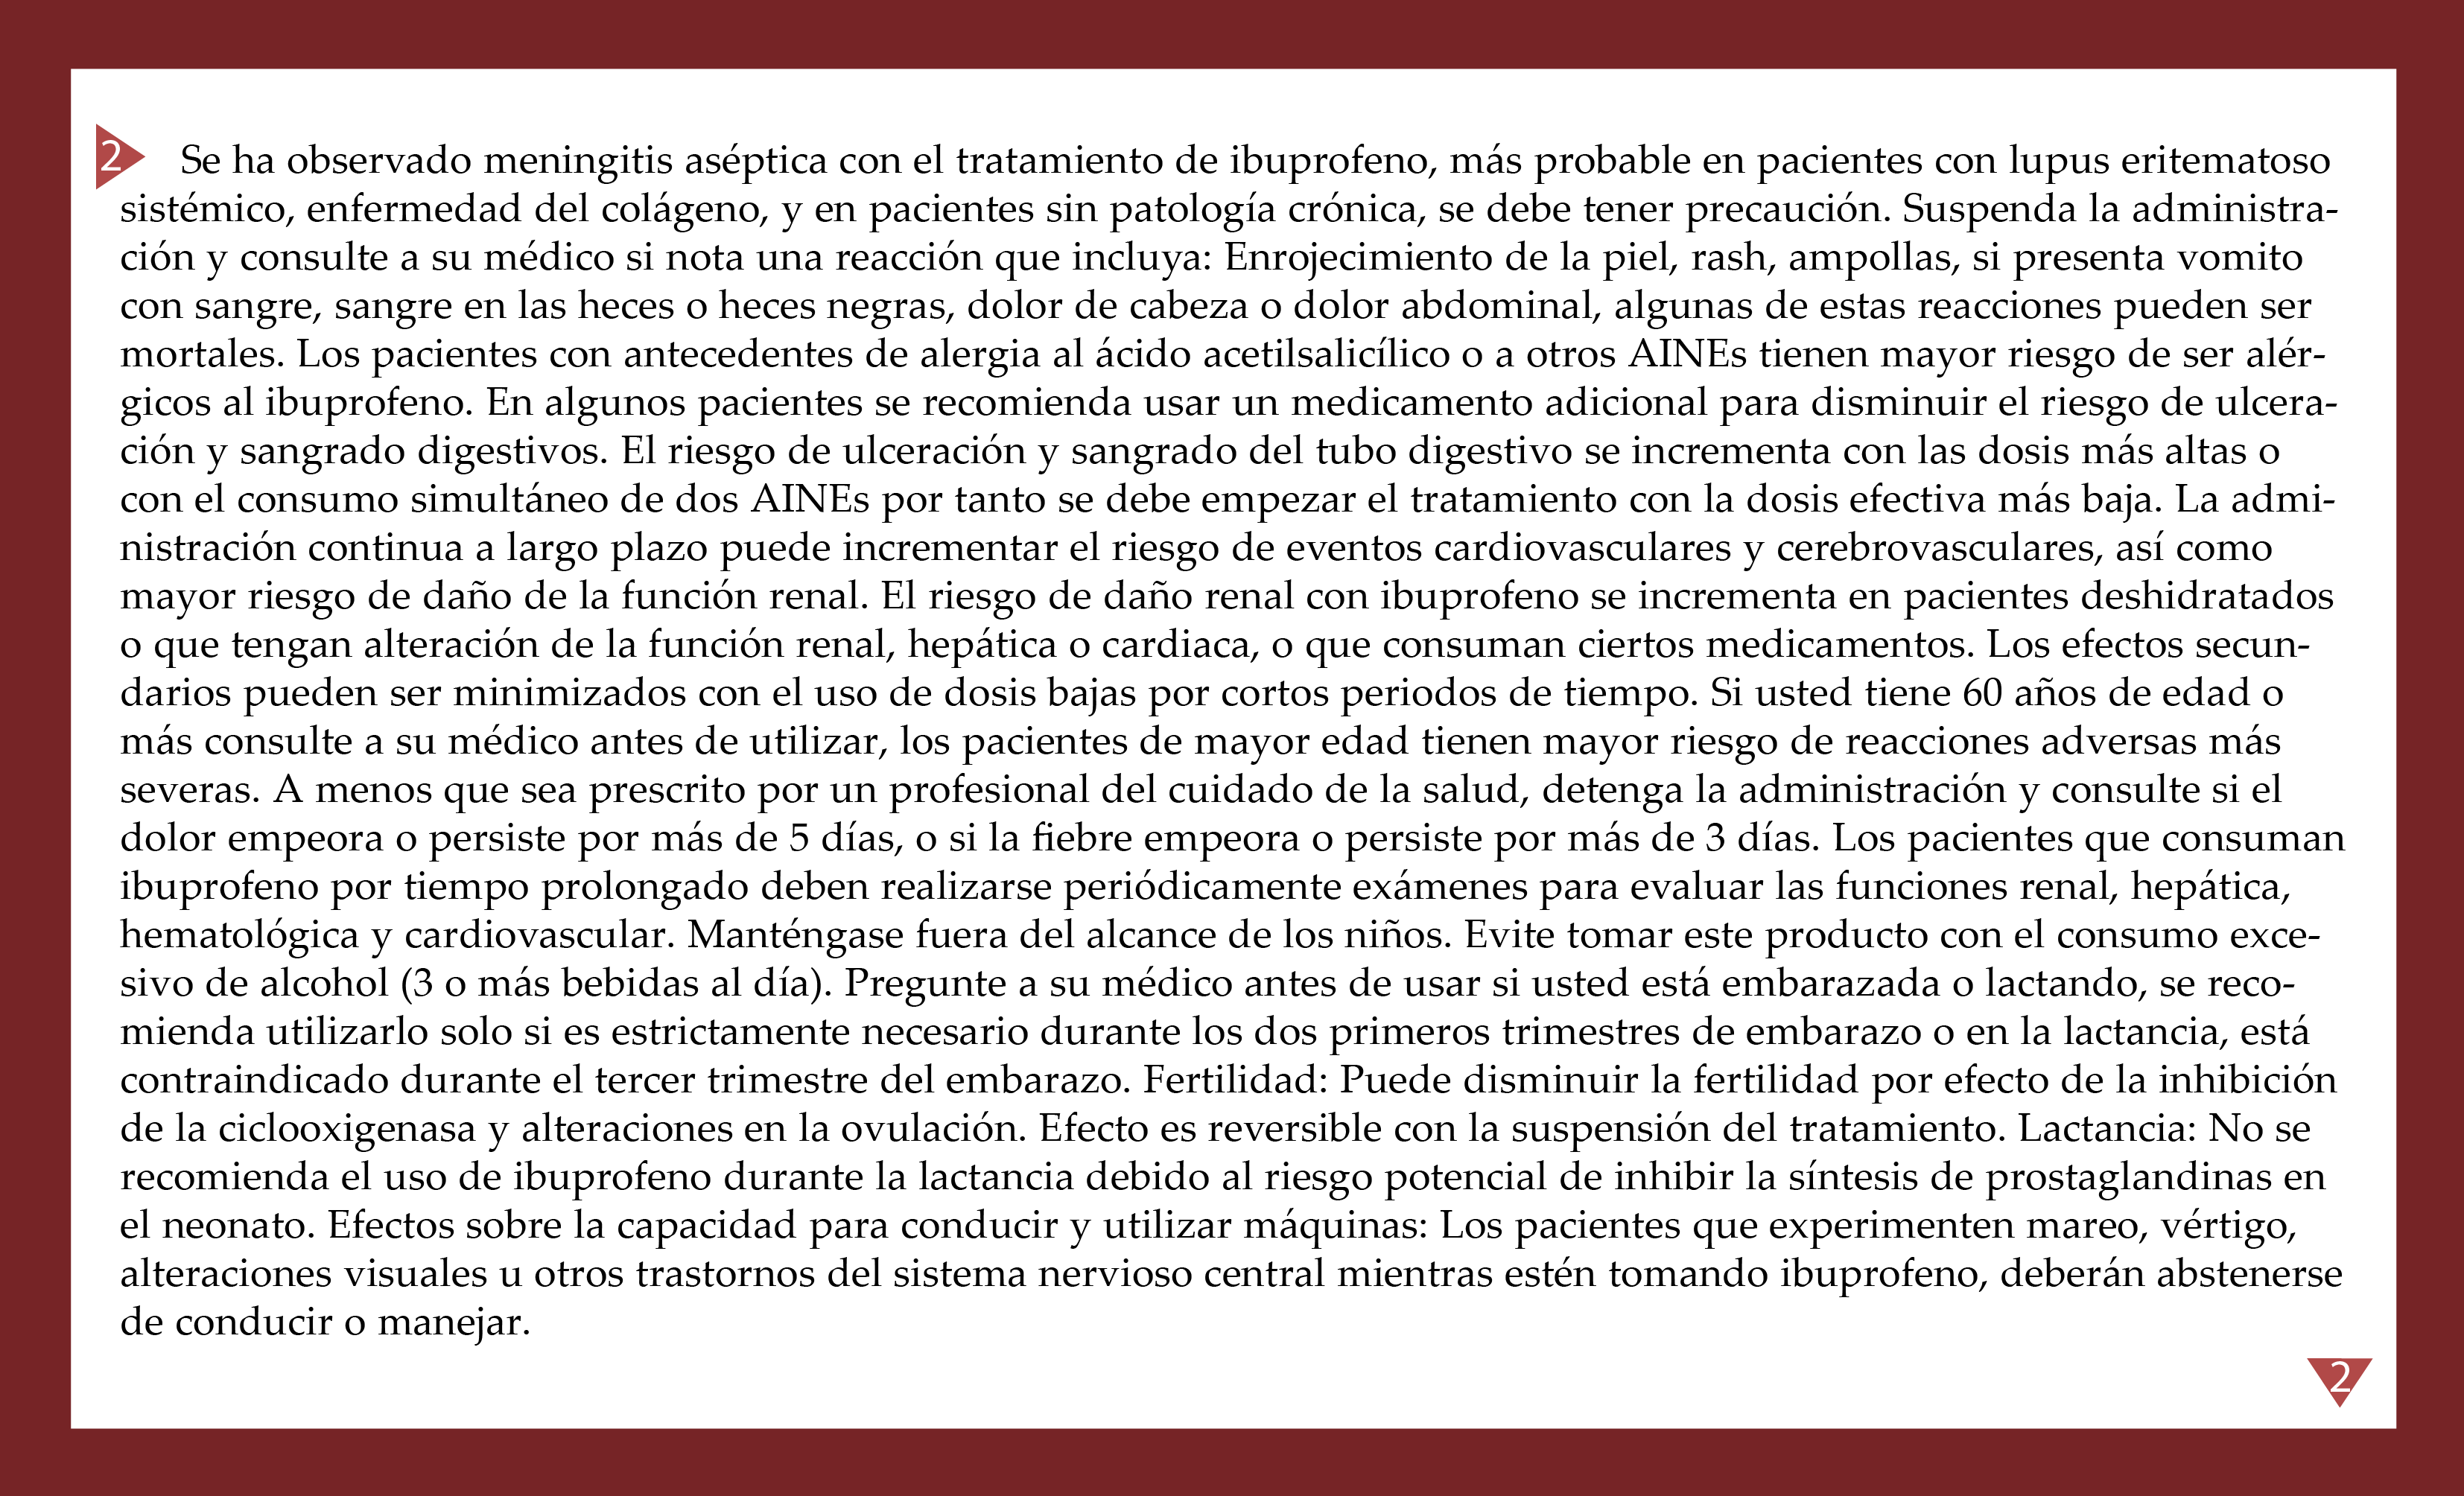 2 Se ha observado meningitis aséptica con el tratamiento de ibuprofeno, más probable en pacientes con lupus eritematoso
sistémico, enfermedad del colágeno, y en pacientes sin patología crónica, se debe tener precaución. Suspenda la administra-
ción y consulte a su médico si nota una reacción que incluya: Enrojecimiento de la piel, rash, ampollas, si presenta vomito
con sangre, sangre en las heces o heces negras, dolor de cabeza o dolor abdominal, algunas de estas reacciones pueden ser
mortales. Los pacientes con antecedentes de alergia al ácido acetilsalicílico o a otros AINEs tienen mayor riesgo de ser alér-
gicos al ibuprofeno. En algunos pacientes se recomienda usar un medicamento adicional para disminuir el riesgo de ulcera-
ción y sangrado digestivos. El riesgo de ulceración y sangrado del tubo digestivo se incrementa con las dosis más altas o
con el consumo simultáneo de dos AINEs por tanto se debe empezar el tratamiento con la dosis efectiva más baja. La admi-
nistración continua a largo plazo puede incrementar el riesgo de eventos cardiovasculares y cerebrovasculares, así como
mayor riesgo de daño de la función renal. El riesgo de daño renal con ibuprofeno se incrementa en pacientes deshidratados
o que tengan alteración de la función renal, hepática o cardiaca, o que consuman ciertos medicamentos. Los efectos secun-
darios pueden ser minimizados con el uso de dosis bajas por cortos periodos de tiempo. Si usted tiene 60 años de edad o
más consulte a su médico antes de utilizar, los pacientes de mayor edad tienen mayor riesgo de reacciones adversas más
severas. A menos que sea prescrito por un profesional del cuidado de la salud, detenga la administración y consulte si el
dolor empeora o persiste por más de 5 días, o si la fiebre empeora o persiste por más de 3 días. Los pacientes que consuman
ibuprofeno por tiempo prolongado deben realizarse periódicamente exámenes para evaluar las funciones renal, hepática,
hematológica y cardiovascular. Manténgase fuera del alcance de los niños. Evite tomar este producto con el consumo exce-
sivo de alcohol (3 o más bebidas al día). Pregunte a su médico antes de usar si usted está embarazada o lactando, se reco-
mienda utilizarlo solo si es estrictamente necesario durante los dos primeros trimestres de embarazo o en la lactancia, está
contraindicado durante el tercer trimestre del embarazo. Fertilidad: Puede disminuir la fertilidad por efecto de la inhibición
de la ciclooxigenasa y alteraciones en la ovulación. Efecto es reversible con la suspensión del tratamiento. Lactancia: No se
recomienda el uso de ibuprofeno durante la lactancia debido al riesgo potencial de inhibir la síntesis de prostaglandinas en
el neonato. Efectos sobre la capacidad para conducir y utilizar máquinas: Los pacientes que experimenten mareo, vértigo,
alteraciones visuales u otros trastornos del sistema nervioso central mientras estén tomando ibuprofeno, deberán abstenerse
de conducir o manejar.
2